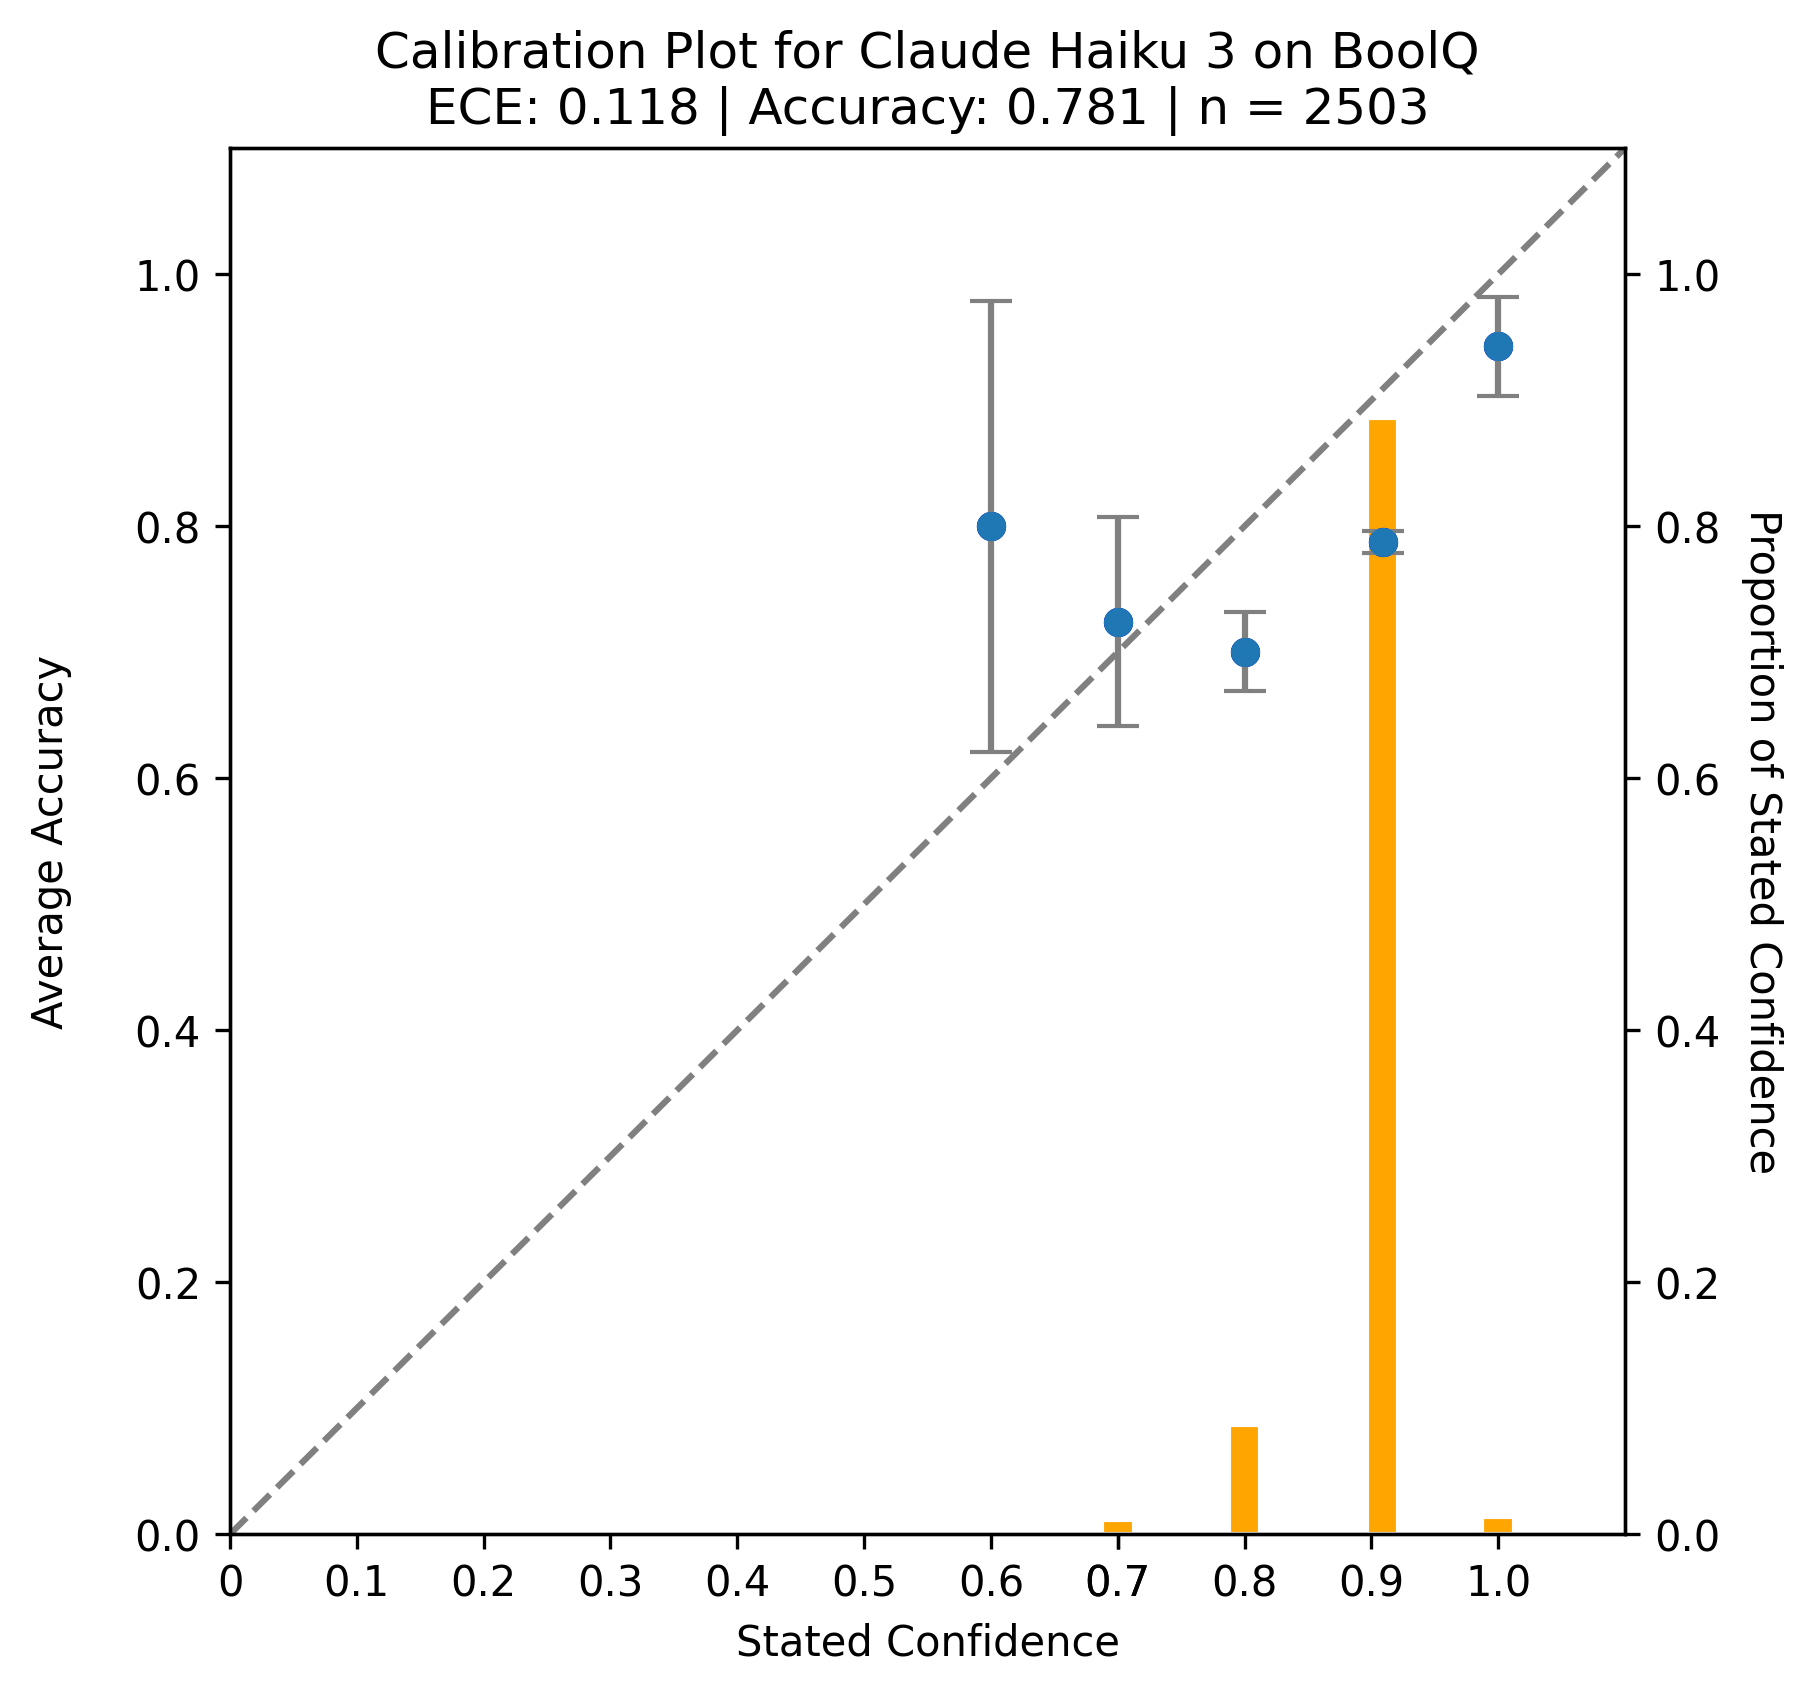 Calibration Plot for Claude Haiku 3 on BoolQ
ECE: 0.118 | Accuracy: 0.781 | n = 2503
Average Accuracy
1.0
0.8
0.6
0.4
0.2
0.0
1.0
0.8
0.6
0.4
0.2
0.0
Proportion of Stated Confidence
0 0.1 0.2 0.3 0.4 0.5 0.6 0.7 0.8 0.9 1.0
Stated Confidence